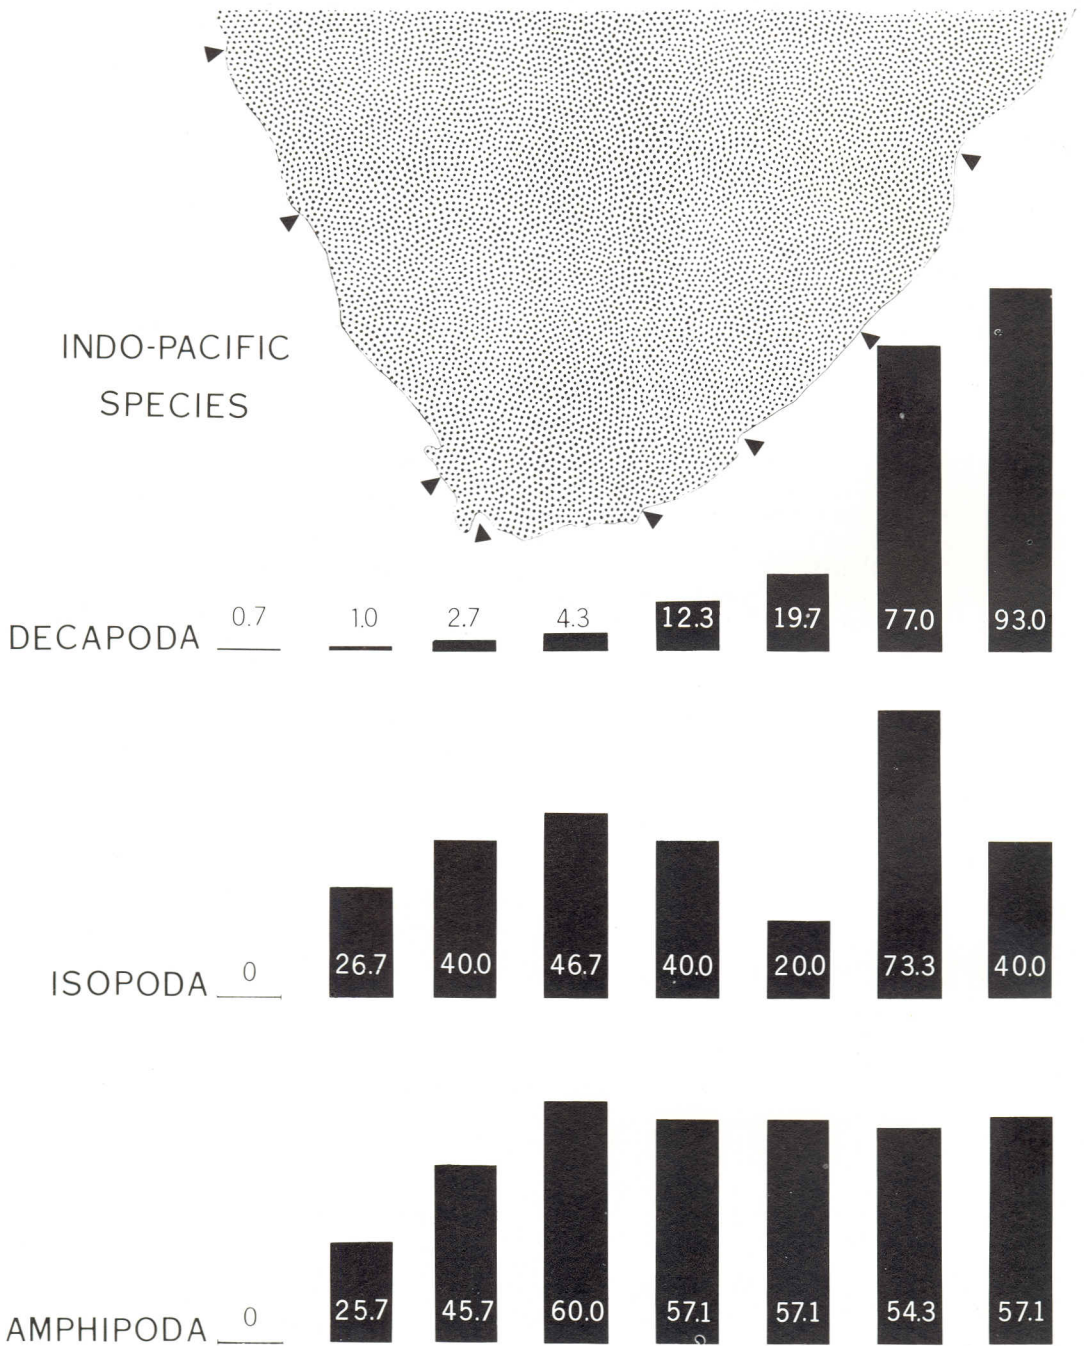 INDO-PACIFIC
SPECIES
DECAPODA 0.7 1.0 2.7 4.3 12.3 19.7 77.0 93.0
ISOPODA 0 26.7 40.0 46.7 40.0 20.0 73.3 40.0
AMPHIPODA 0 25.7 45.7 60.0 57.1 57.1 54.3 57.1